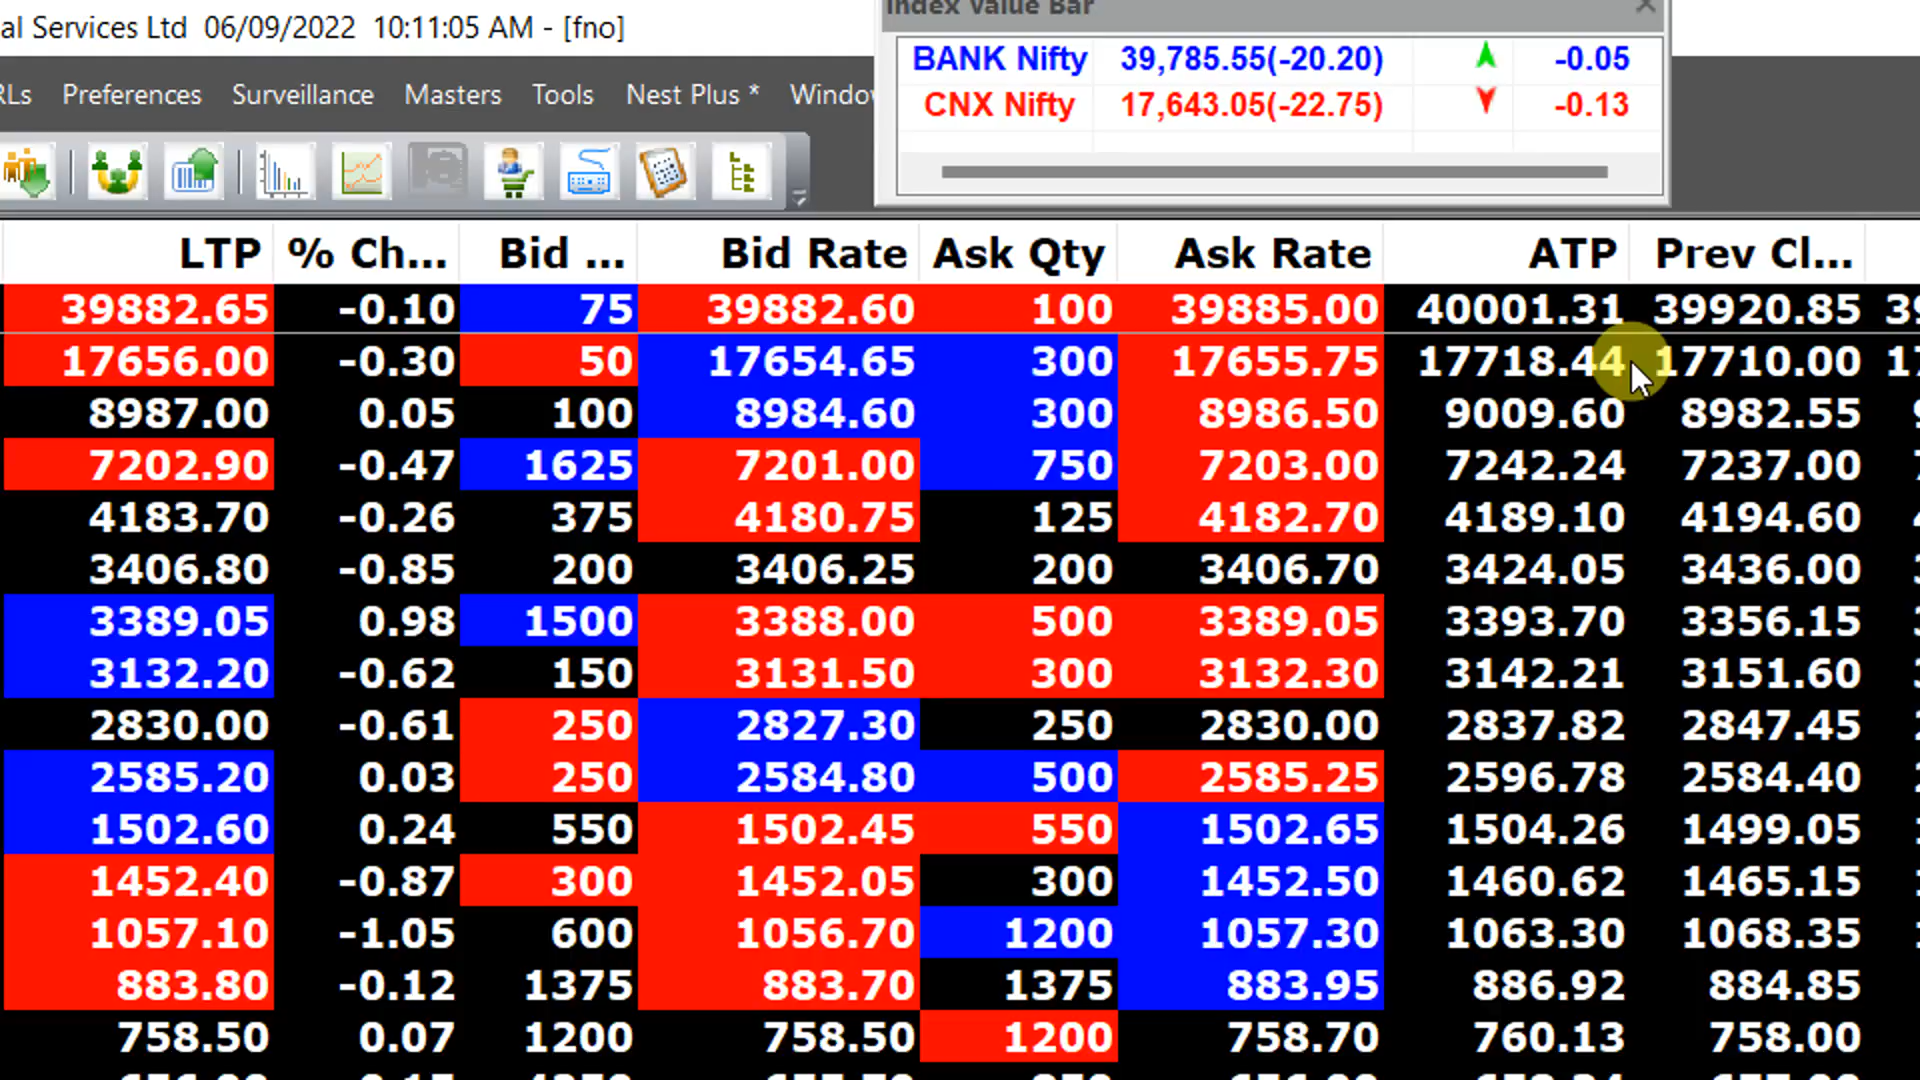 al Services Ltd 06/09/2022 10:11:05 AM - [fno]
Index Value Bar
BANK Nifty 39,785.55(-20.20) -0.05
CNX Nifty 17,643.05(-22.75) -0.13
Preferences Surveillance Masters Tools Nest Plus *
LTP % Ch... Bid ... Bid Rate Ask Qty Ask Rate ATP Prev Cl...
39882.65 -0.10 75 39882.60 100 39885.00 40001.31 39920.85
17656.00 -0.30 50 17654.65 300 17655.75 17718.44 17710.00
8987.00 0.05 100 8984.60 300 8986.50 9009.60 8982.55
7202.90 -0.47 1625 7201.00 750 7203.00 7242.24 7237.00
4183.70 -0.26 375 4180.75 125 4182.70 4189.10 4194.60
3406.80 -0.85 200 3406.25 200 3406.70 3424.05 3436.00
3389.05 0.98 1500 3388.00 500 3389.05 3393.70 3356.15
3132.20 -0.62 150 3131.50 300 3132.30 3142.21 3151.60
2830.00 -0.61 250 2827.30 250 2830.00 2837.82 2847.45
2585.20 0.03 250 2584.80 500 2585.25 2596.78 2584.40
1502.60 0.24 550 1502.45 550 1502.65 1504.26 1499.05
1452.40 -0.87 300 1452.05 300 1452.50 1460.62 1465.15
1057.10 -1.05 600 1056.70 1200 1057.30 1063.30 1068.35
883.80 -0.12 1375 883.70 1375 883.95 886.92 884.85
758.50 0.07 1200 758.50 1200 758.70 760.13 758.00